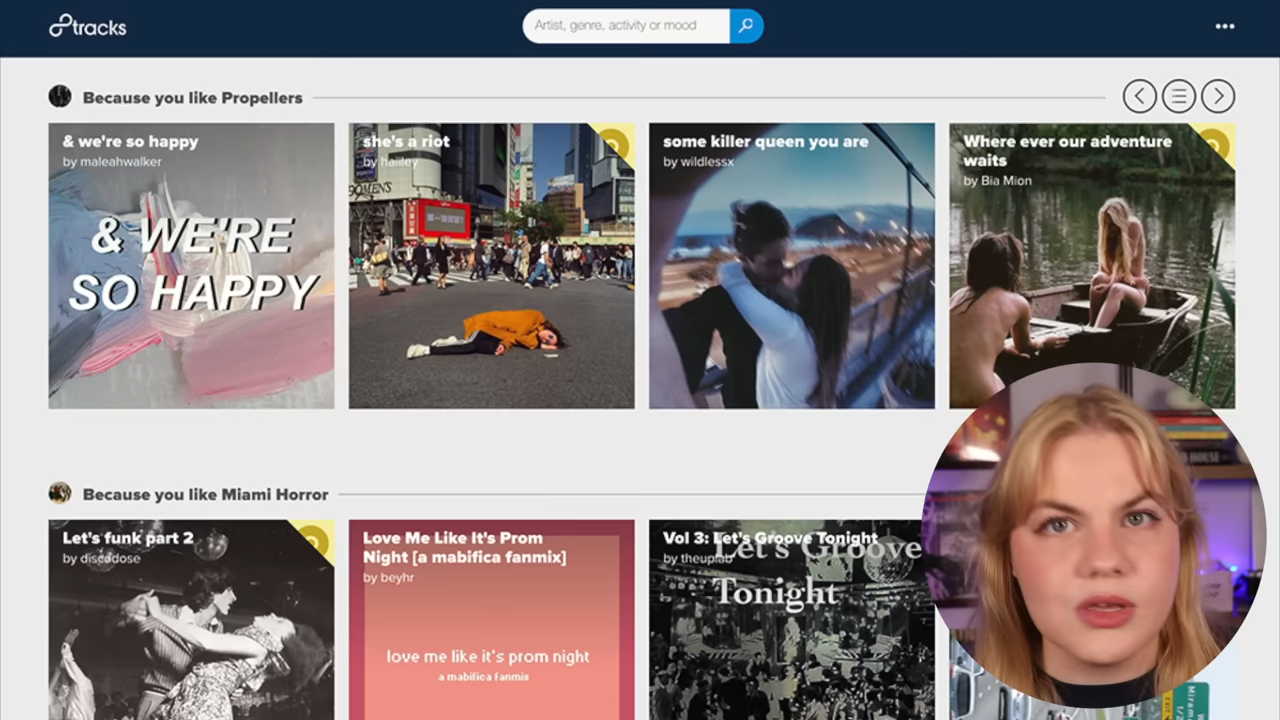 8tracks
Artist, genre, activity or mood
Because you like Propellers
& we're so happy
by maleahwalker
& WE'RE
SO HAPPY
she's a riot
by haiiley
some killer queen you are
by wildlessx
Where ever our adventure
waits
by Bia Mion
Because you like Miami Horror
Let's funk part 2
by discodose
Love Me Like It's Prom
Night [a mabifica fanmix]
by beyhr
love me like it's prom night
a mabifica fanmix
Vol 3: Let's Groove Tonight
by theuplab
Let's Groove
Tonight